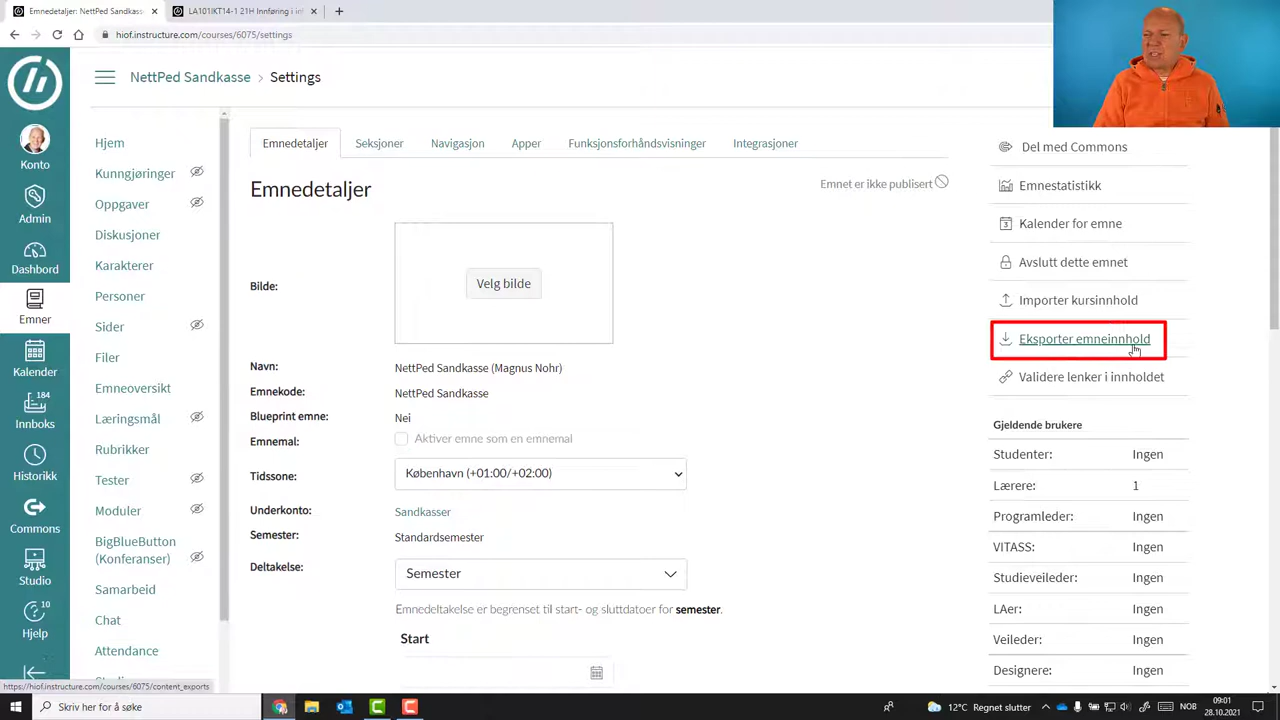 Emnedetaljer: NettPed Sandkass
LA101IKT14-1 21H Innføring i int
hiof.instructure.com/courses/6075/settings
NettPed Sandkasse > Settings
Konto
Admin
Dashbord
Emner
Kalender
184
Innboks
Historikk
Commons
Studio
10
Hjelp
Hjem
Kunngjøringer
Oppgaver
Diskusjoner
Karakterer
Personer
Sider
Filer
Emneoversikt
Læringsmål
Rubrikker
Tester
Moduler
BigBlueButton
(Konferanser)
Samarbeid
Chat
Attendance
Emnedetaljer Seksjoner Navigasjon Apper Funksjonsforhåndsvisninger Integrasjoner
Emnedetaljer
Emnet er ikke publisert
Bilde:
Velg bilde
Navn: NettPed Sandkasse (Magnus Nohr)
Emnekode: NettPed Sandkasse
Blueprint emne: Nei
Emnemal: Aktiver emne som en emnemal
Tidssone: København (+01:00/+02:00)
Underkonto: Sandkasser
Semester: Standardsemester
Deltakelse: Semester
Emnedeltakelse er begrenset til start- og sluttdatoer for semester.
Start
Del med Commons
Emnestatistikk
3
Kalender for emne
Avslutt dette emnet
Importer kursinnhold
Eksporter emneinnhold
Validere lenker i innholdet
Gjeldende brukere
Studenter: Ingen
Lærere: 1
Programleder: Ingen
VITASS: Ingen
Studieveileder: Ingen
LAer: Ingen
Veileder: Ingen
Designere: Ingen
https://hiof.instructure.com/courses/6075/content_exports
Skriv her for å søke
12°C Regnet slutter
NOB
09:01
28.10.2021